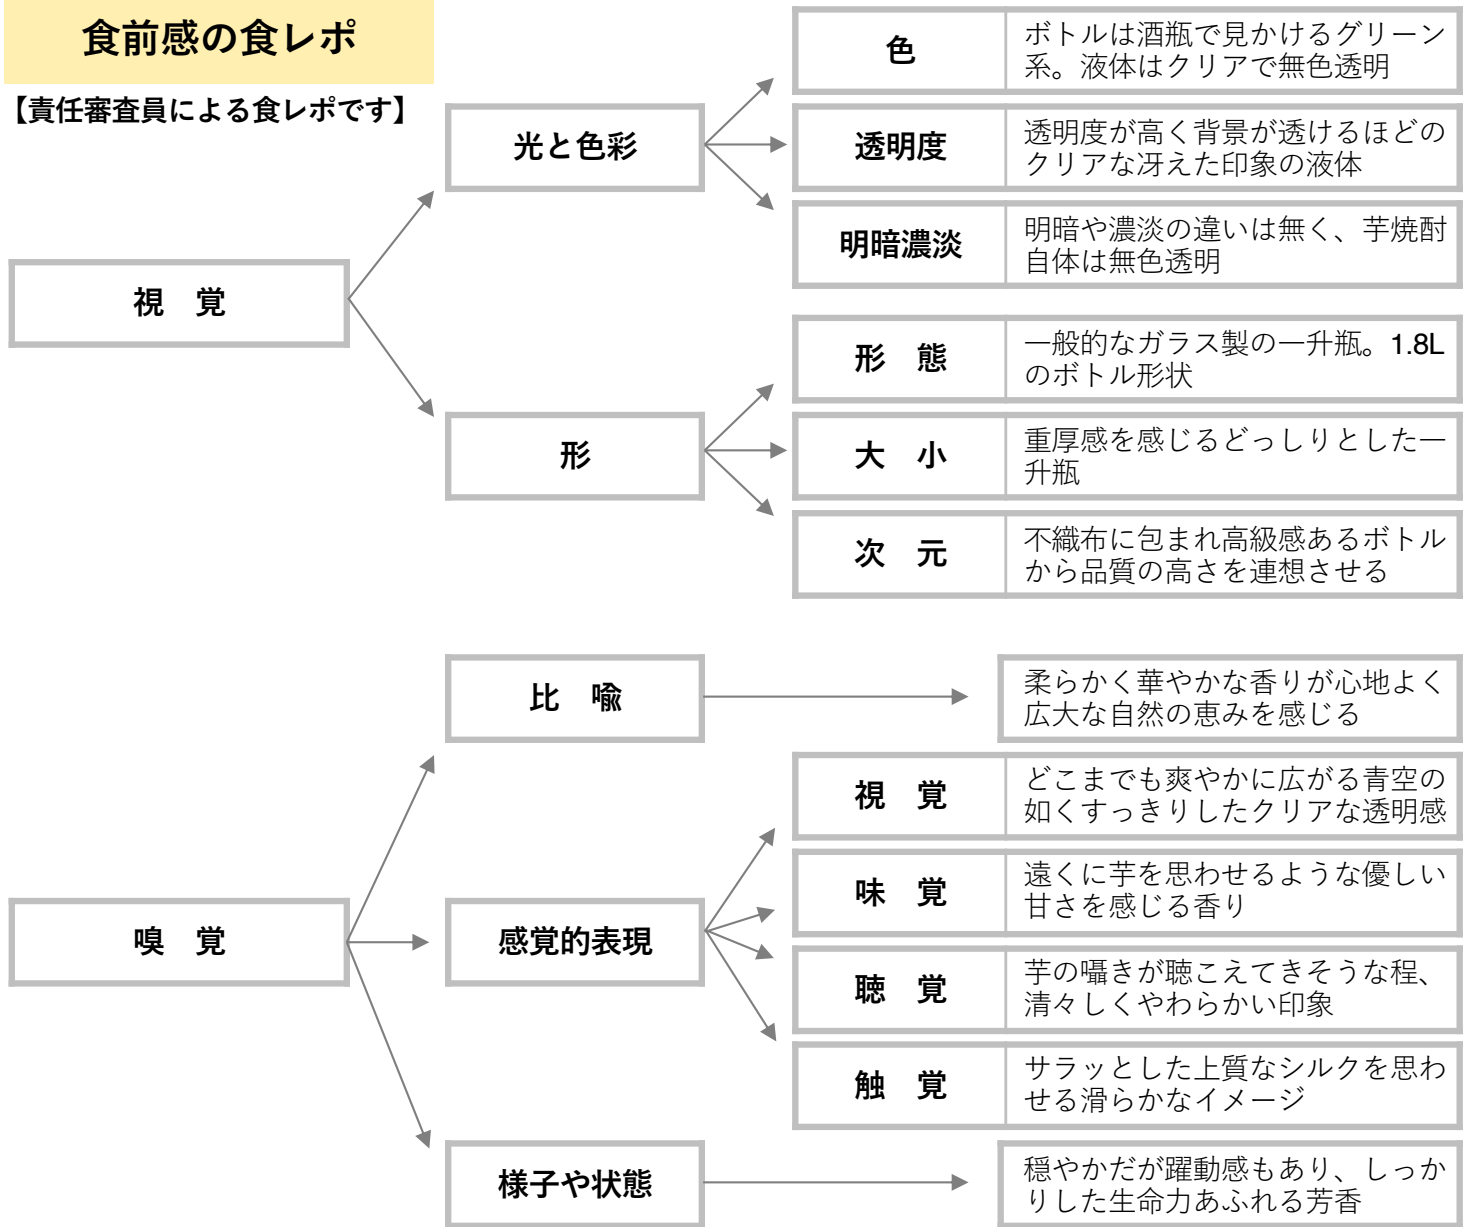 食前感の食レポ
【責任審査員による食レポです】
視　覚
光と色彩
色
ボトルは酒瓶で見かけるグリーン
系。液体はクリアで無色透明
透明度
透明度が高く背景が透けるほどの
クリアな冴えた印象の液体
明暗濃淡
明暗や濃淡の違いは無く、芋焼酎
自体は無色透明
形
形　態
一般的なガラス製の一升瓶。1.8L
のボトル形状
大　小
重厚感を感じるどっしりとした一
升瓶
次　元
不織布に包まれ高級感あるボトル
から品質の高さを連想させる
嗅　覚
比　喩
柔らかく華やかな香りが心地よく
広大な自然の恵みを感じる
感覚的表現
視　覚
どこまでも爽やかに広がる青空の
如くすっきりしたクリアな透明感
味　覚
遠くに芋を思わせるような優しい
甘さを感じる香り
聴　覚
芋の囁きが聴こえてきそうな程、
清々しくやわらかい印象
触　覚
サラッとした上質なシルクを思わ
せる滑らかなイメージ
様子や状態
穏やかだが躍動感もあり、しっか
りした生命力あふれる芳香